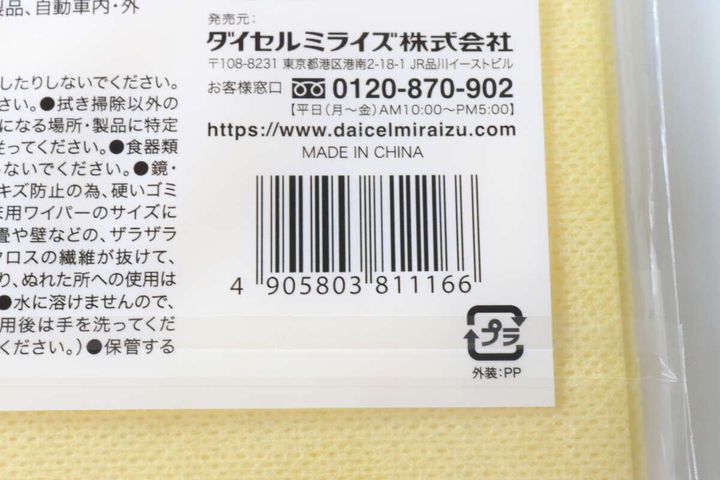 製品、自動車内・外
したりしないでください。
さい。●拭き掃除以外の
になる場所・製品に特定
従ってください。●食器類
ないでください。●鏡・
キズ防止の為、硬いゴミ
床用ワイパーのサイズに
畳や壁などの、ザラザラ
クロスの繊維が抜けて、
り、ぬれた所への使用は
●水に溶けませんので、
用後は手を洗ってくだ
ください。)●保管する
発売元:
ダイセルミライズ株式会社
〒108-8231 東京都港区港南2-18-1 JR品川イーストビル
お客様窓口 0120-870-902
【平日(月〜金)AM10:00〜PM5:00】
https://www.daicelmiraizu.com
MADE IN CHINA
4 905803 811166
プラ
外装:PP